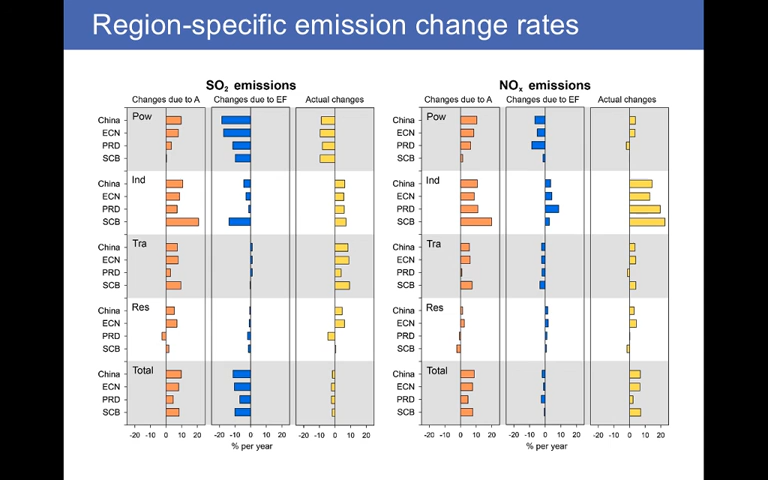 Region-specific emission change rates
SO2 emissions
Changes due to A Changes due to EF Actual changes
Pow
China
ECN
PRD
SCB
Ind
China
ECN
PRD
SCB
Tra
China
ECN
PRD
SCB
Res
China
ECN
PRD
SCB
Total
China
ECN
PRD
SCB
-20 -10 0 10 20 -20 -10 0 10 20 -20 -10 0 10 20
% per year
NOx emissions
Changes due to A Changes due to EF Actual changes
Pow
China
ECN
PRD
SCB
Ind
China
ECN
PRD
SCB
Tra
China
ECN
PRD
SCB
Res
China
ECN
PRD
SCB
Total
China
ECN
PRD
SCB
-20 -10 0 10 20 -20 -10 0 10 20 -20 -10 0 10 20
% per year